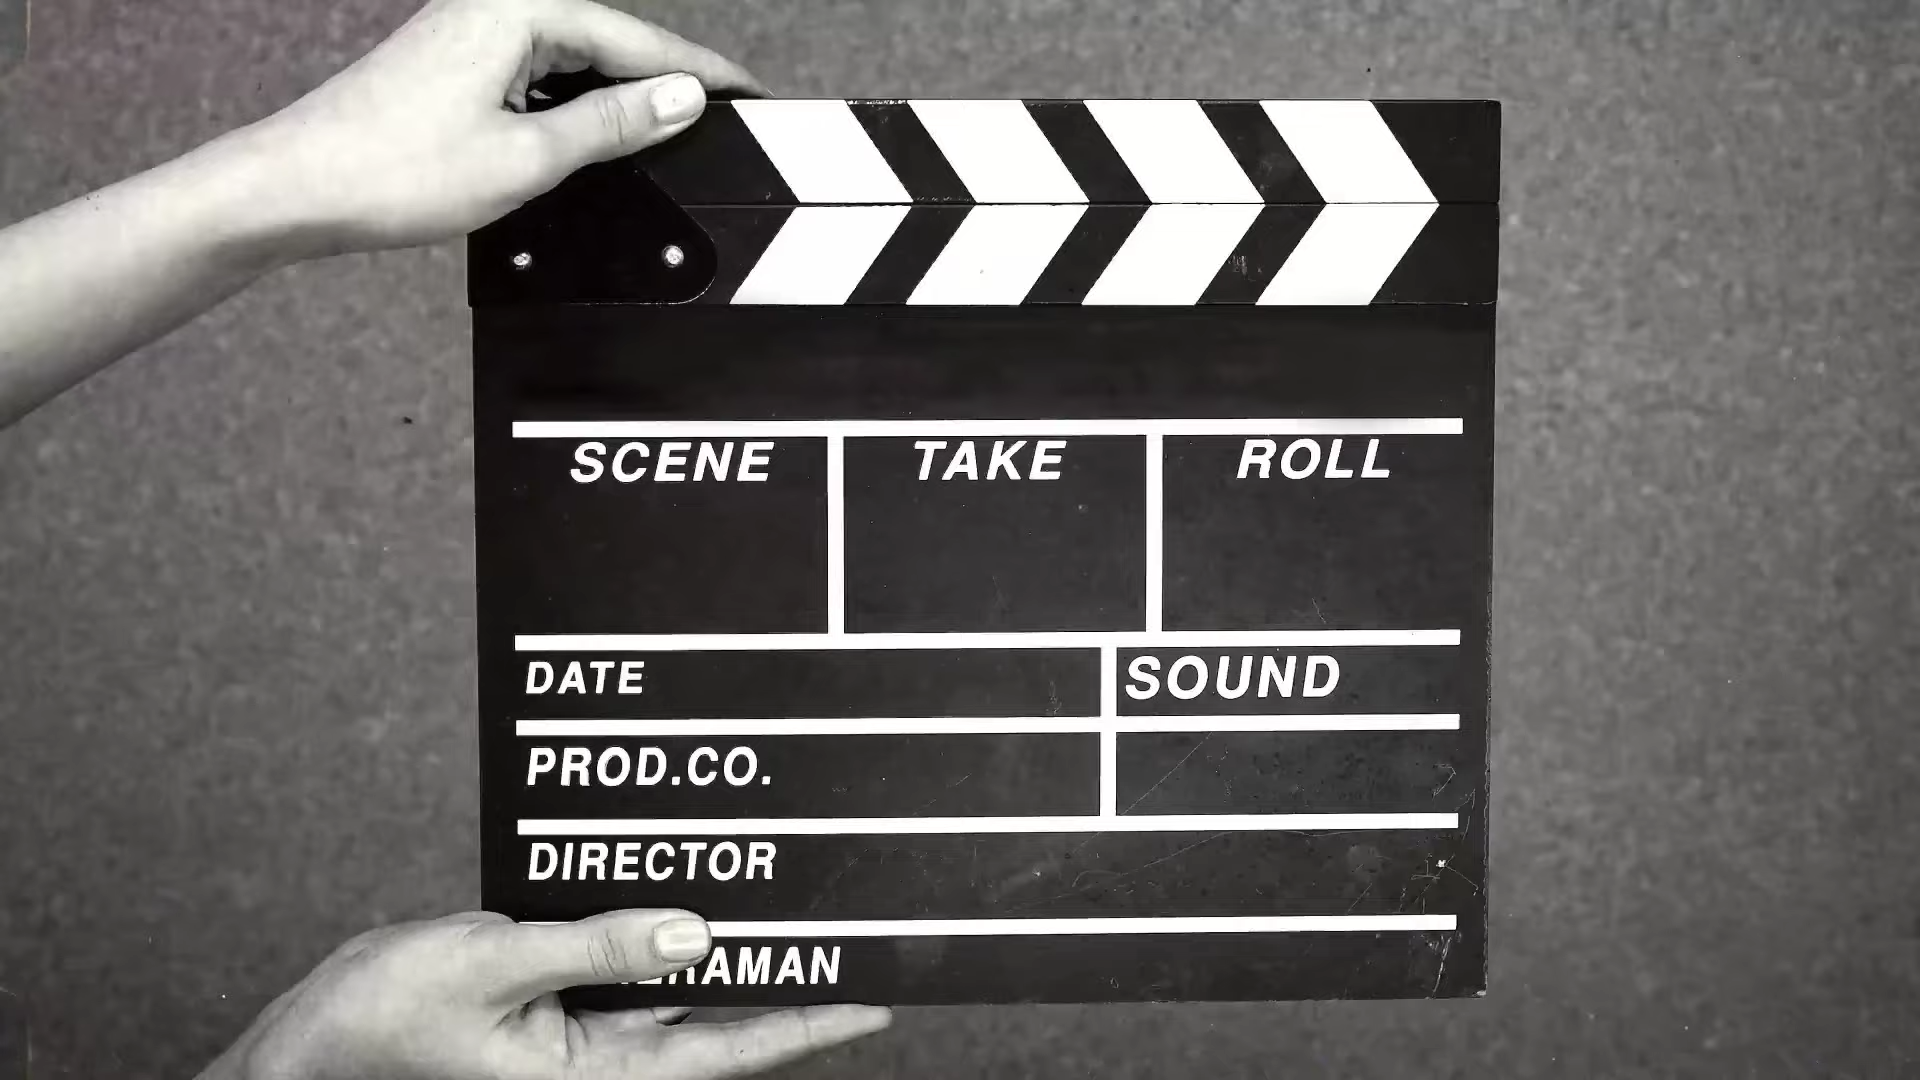 SCENE TAKE ROLL
DATE SOUND
PROD.CO.
DIRECTOR